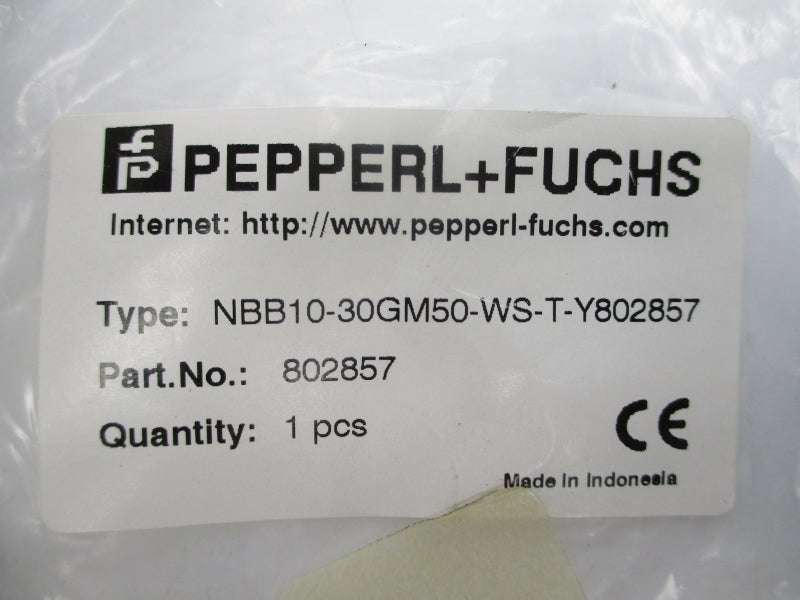 PEPPERL+FUCHS
Internet: http://www.pepperl-fuchs.com
Type: NBB10-30GM50-WS-T-Y802857
Part.No.: 802857
Quantity: 1 pcs
CE
Made In Indonesia